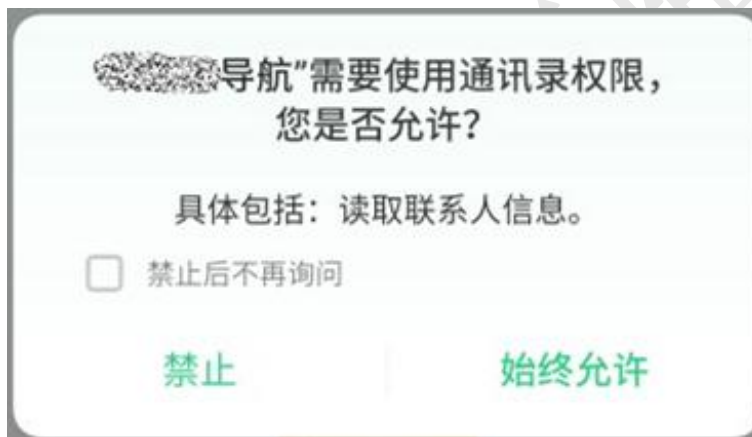 导航”需要使用通讯录权限，
您是否允许？
具体包括：读取联系人信息。
禁止后不再询问
禁止
始终允许